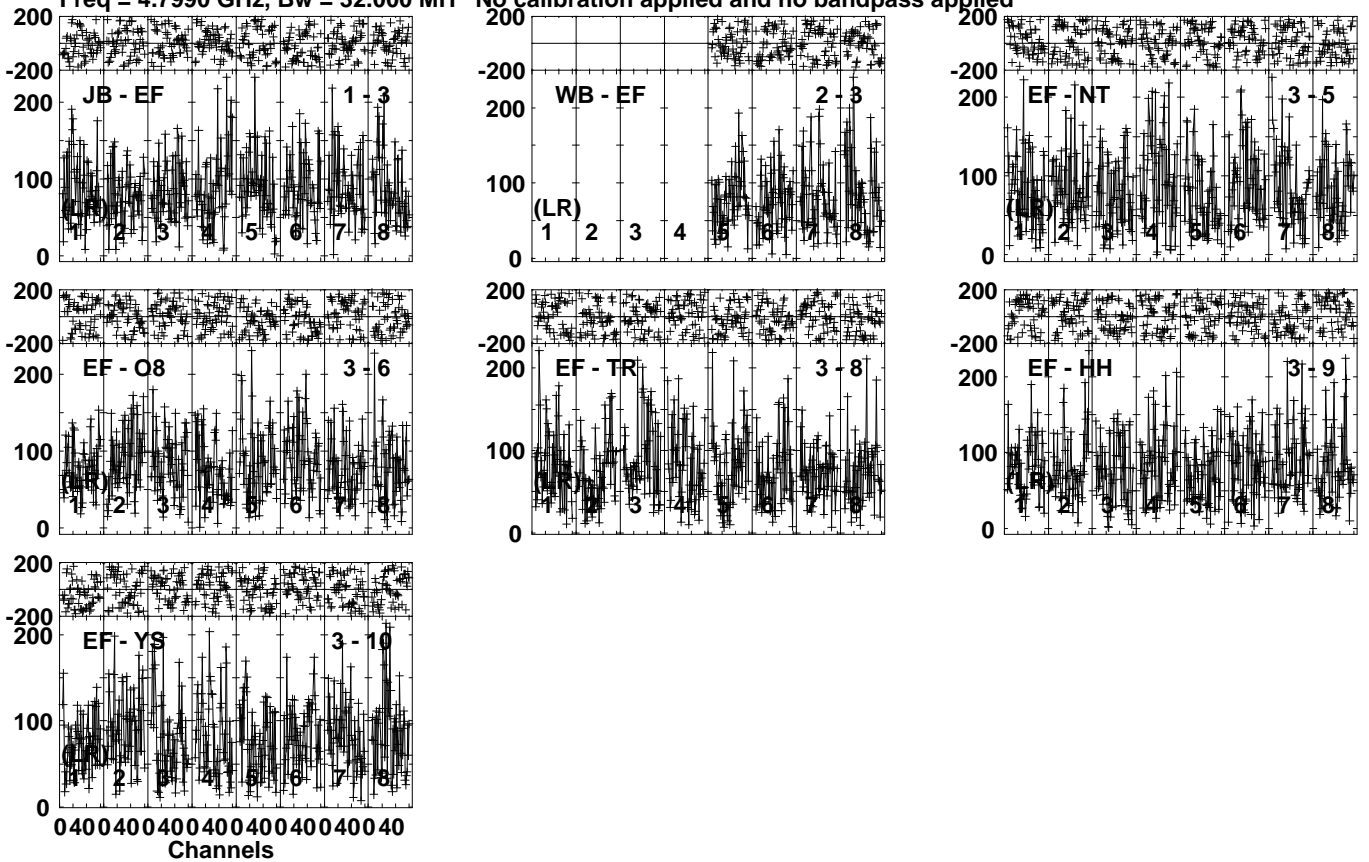 Freq = 4.7990 GHz, Bw = 32.000 MH No calibration applied and no bandpass applied
200
-200
JB - EF 1 - 3
200
100
0
(LR)
1 2 3 4 5 6 7 8
200
-200
WB - EF 2 - 3
200
100
0
(LR)
1 2 3 4 5 6 7 8
200
-200
EF - NT 3 - 5
200
100
0
(LR)
1 2 3 4 5 6 7 8
200
-200
EF - O8 3 - 6
200
100
0
(LR)
1 2 3 4 5 6 7 8
200
-200
EF - TR 3 - 8
200
100
0
(LR)
1 2 3 4 5 6 7 8
200
-200
EF - HH 3 - 9
200
100
0
(LR)
1 2 3 4 5 6 7 8
200
-200
EF - YS 3 - 10
200
100
0
(LR)
1 2 3 4 5 6 7 8
0 40 0 40 0 40 0 40 0 40 0 40 0 40 0 40
Channels